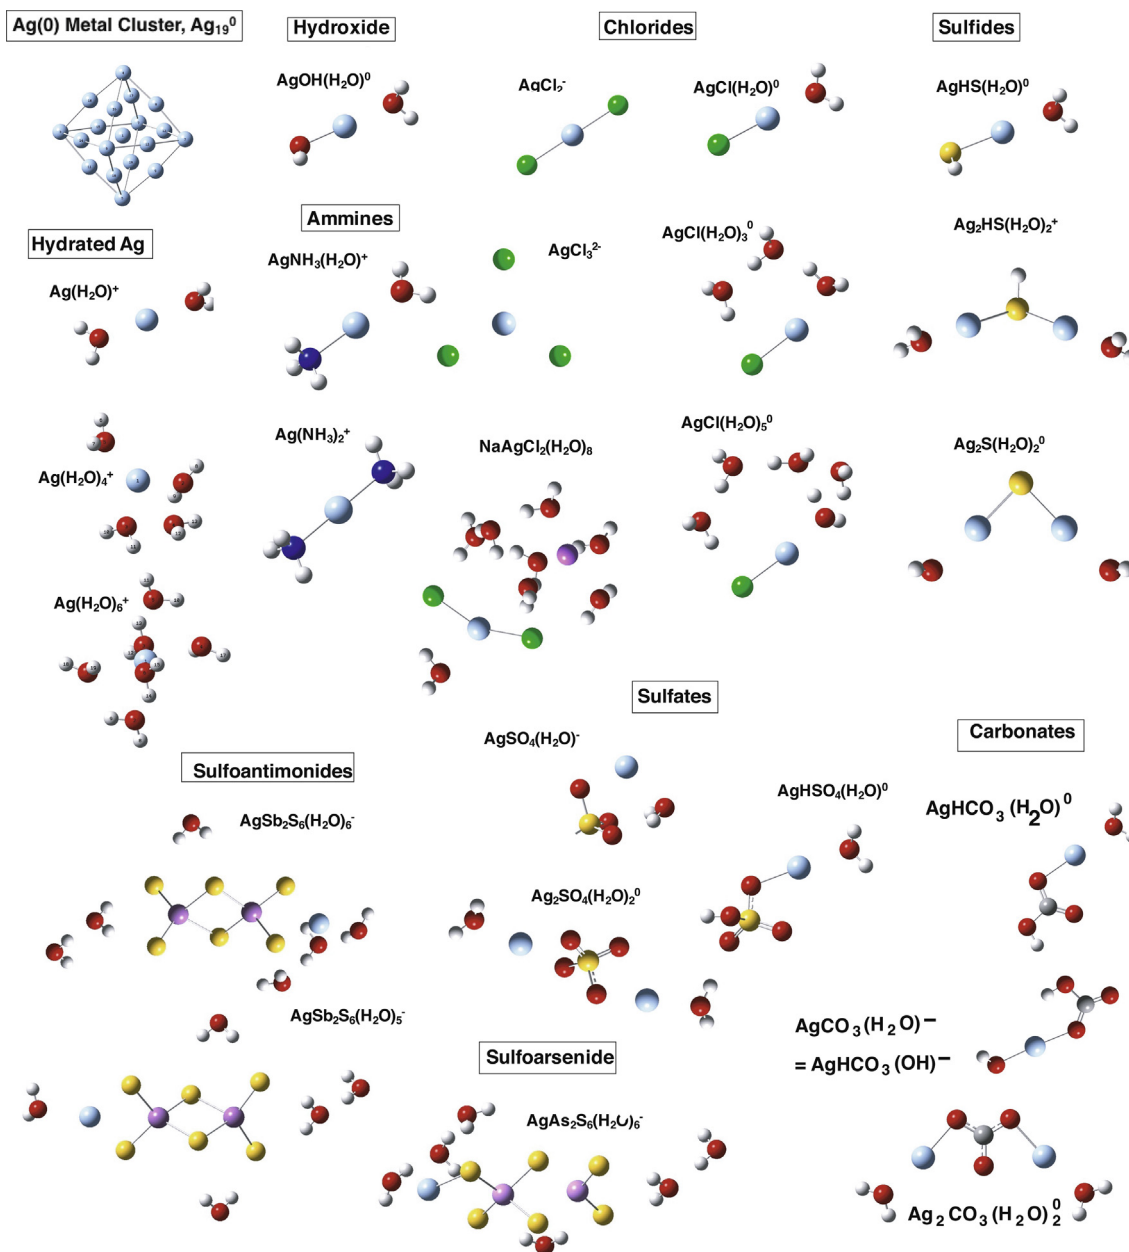 Ag(0) Metal Cluster, Ag₁₉⁰
Hydroxide
Chlorides
Sulfides
AgOH(H₂O)⁰
AgCl₂⁻
AgCl(H₂O)⁰
AgHS(H₂O)⁰
Hydrated Ag
Ammines
Ag(H₂O)⁺
AgNH₃(H₂O)⁺
AgCl₃²⁻
AgCl(H₂O)₃⁰
Ag₂HS(H₂O)₂⁺
Ag(H₂O)₄⁺
Ag(NH₃)₂⁺
NaAgCl₂(H₂O)₈
AgCl(H₂O)₅⁰
Ag₂S(H₂O)₂⁰
Ag(H₂O)₆⁺
Sulfates
Carbonates
Sulfoantimonides
AgSO₄(H₂O)⁻
AgHSO₄(H₂O)⁰
AgHCO₃(H₂O)⁰
AgSb₂S₆(H₂O)₆⁻
Ag₂SO₄(H₂O)₂⁰
AgSb₂S₆(H₂O)₅⁻
AgCO₃(H₂O)⁻
= AgHCO₃(OH)⁻
Sulfoarsenide
AgAs₂S₆(H₂O)₆⁻
Ag₂CO₃(H₂O)₂⁰